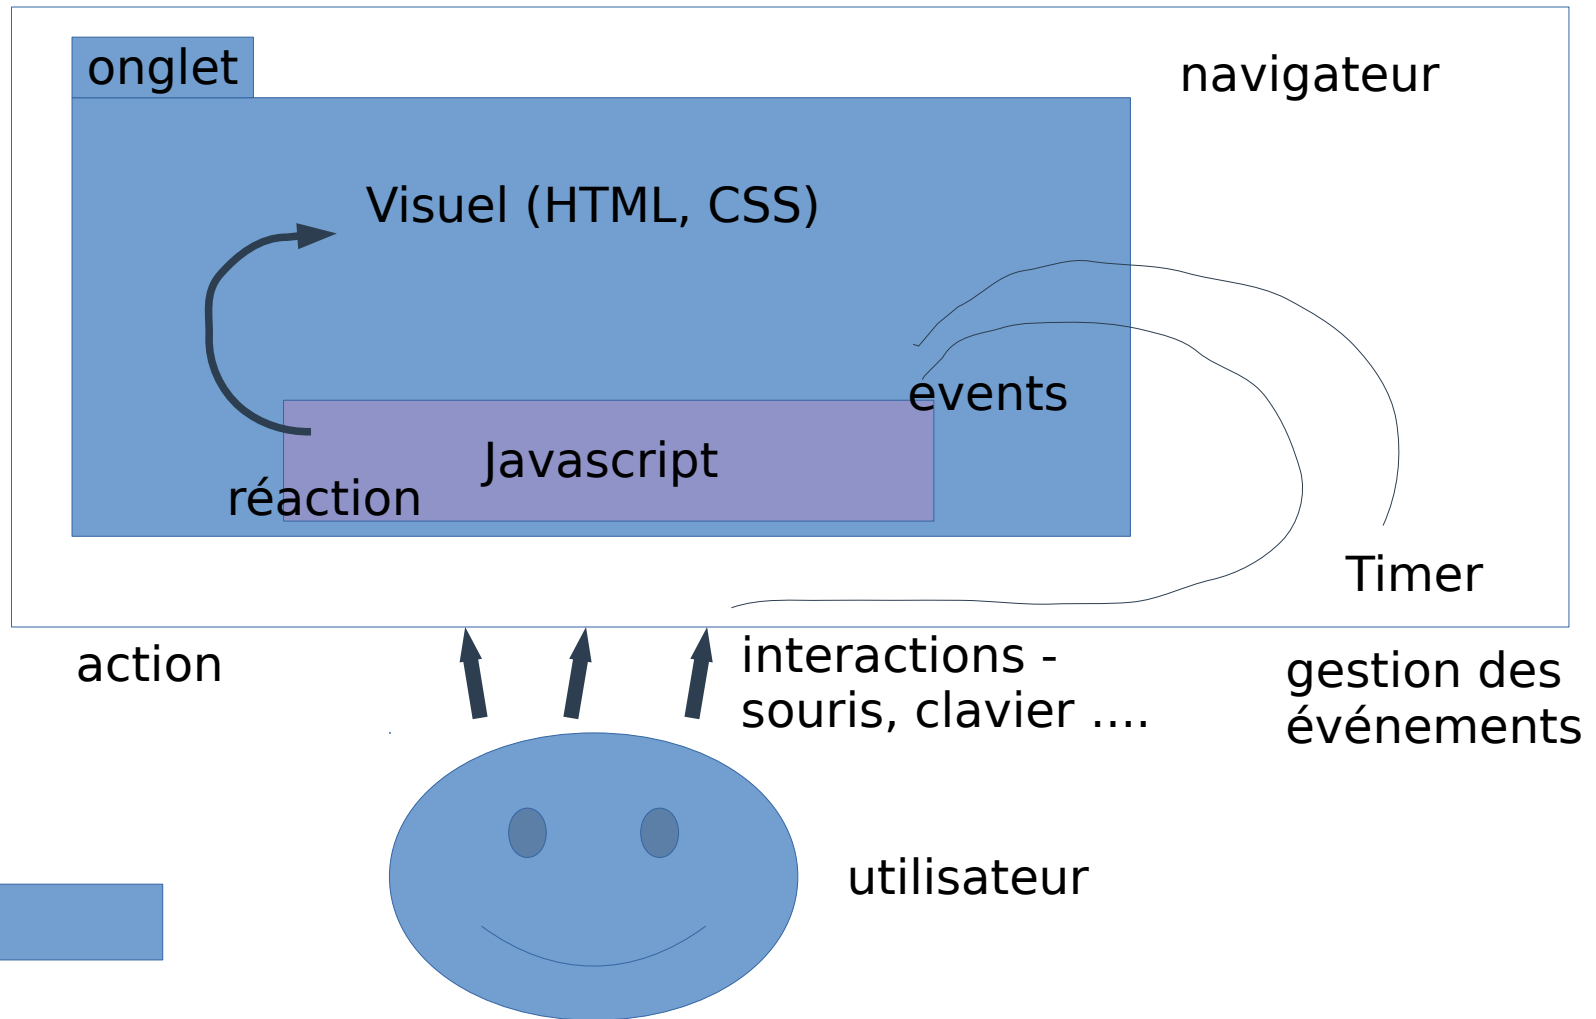 onglet
navigateur
Visuel (HTML, CSS)
events
Javascript
réaction
Timer
action
interactions -
souris, clavier ....
gestion des
événements
utilisateur